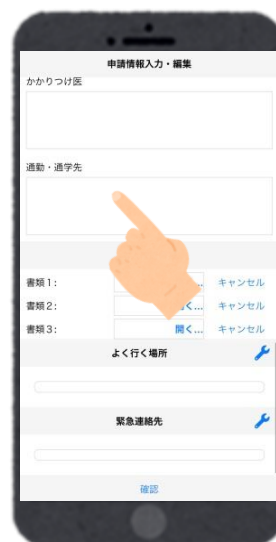 申請情報入力・編集
かかりつけ医
通勤・通学先
書類1: キャンセル
書類2: く... キャンセル
書類3: 開く... キャンセル
よく行く場所
緊急連絡先
確認